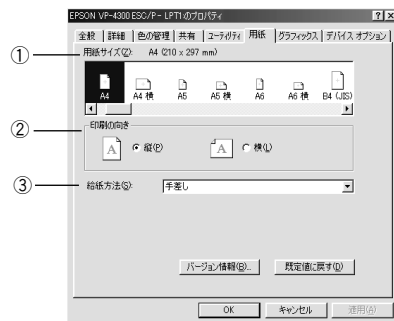 EPSON VP-4300 ESC/P - LPT1のプロパティ
全般 詳細 色の管理 共有 ユーティリティ 用紙 グラフィックス デバイス オプション
① 用紙サイズ(Z): A4 (210 x 297 mm)
A4 A4 横 A5 A5 横 A6 A6 横 B4 (JIS)
② 印刷の向き
A 縦(P) A 横(L)
③ 給紙方法(S): 手差し
バージョン情報(B)... 既定値に戻す(D)
OK キャンセル 適用(A)